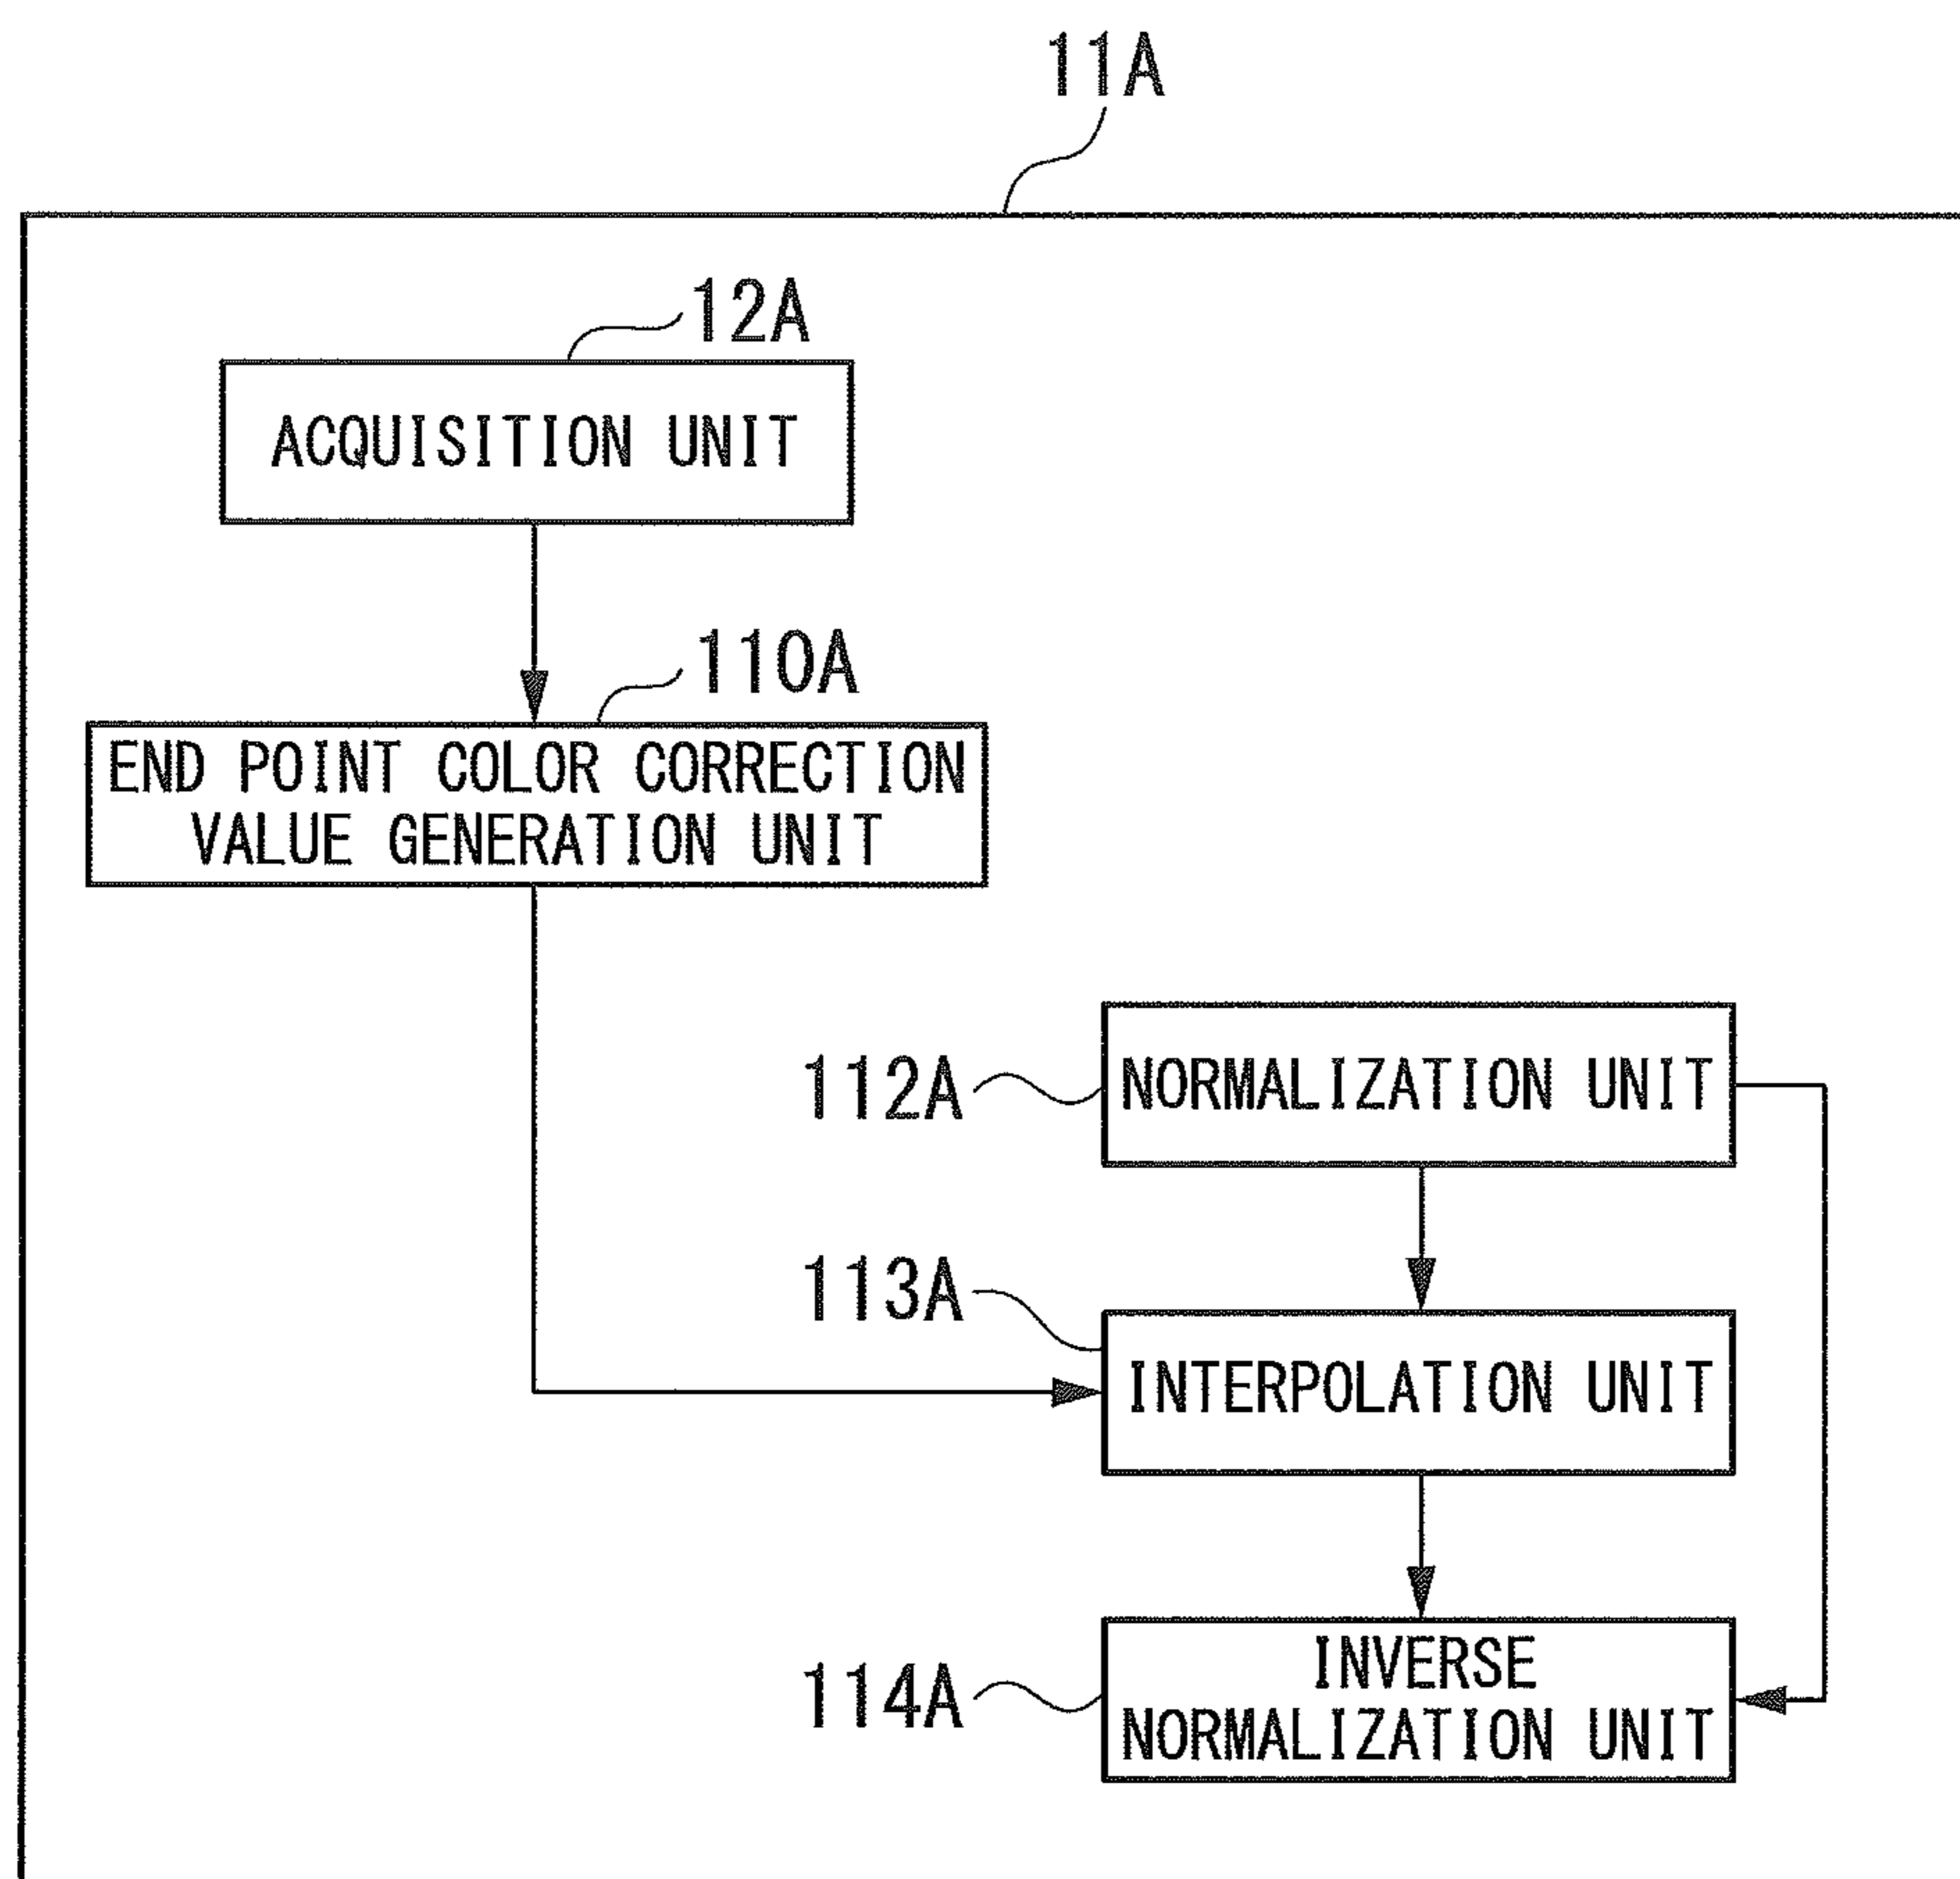 11A
12A
ACQUISITION UNIT
110A
END POINT COLOR CORRECTION
VALUE GENERATION UNIT
112A
NORMALIZATION UNIT
113A
INTERPOLATION UNIT
114A
INVERSE
NORMALIZATION UNIT